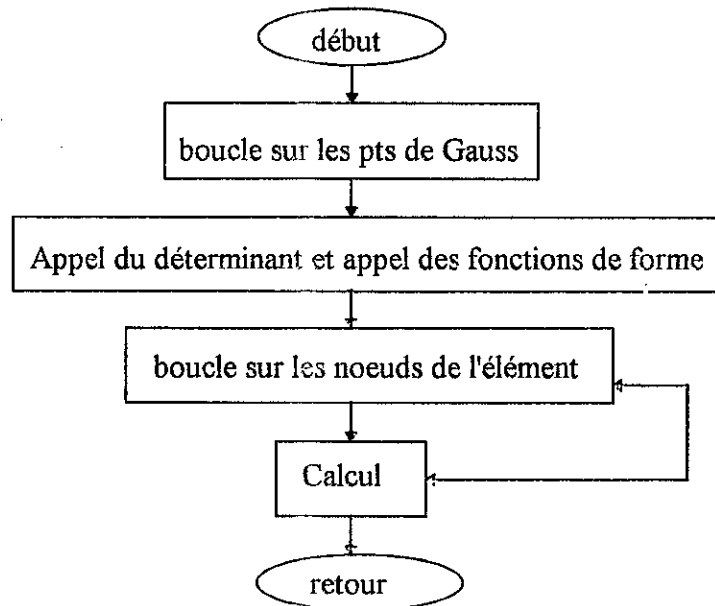 début
boucle sur les pts de Gauss
Appel du déterminant et appel des fonctions de forme
boucle sur les noeuds de l'élément
Calcul
retour